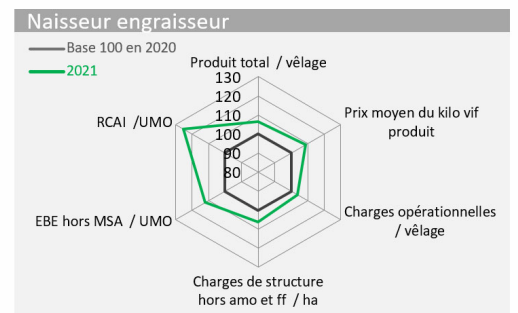 Naisseur engraisseur
Base 100 en 2020
2021
Produit total / vêlage
130
120
110
100
90
80
Prix moyen du kilo vif
produit
Charges opérationnelles
/ vêlage
Charges de structure
hors amo et ff / ha
EBE hors MSA / UMO
RCAI /UMO